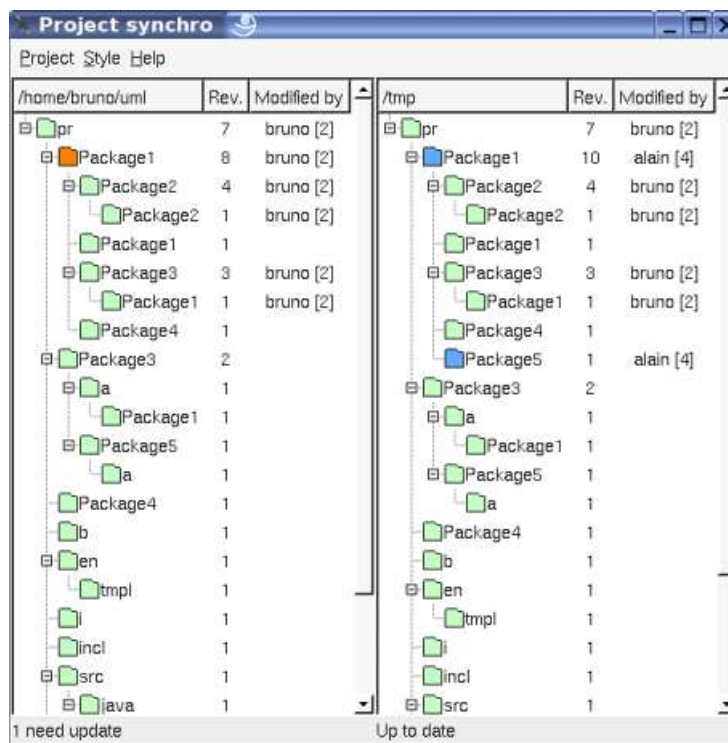 Project synchro
Project Style Help
/home/bruno/uml Rev. Modified by
pr 7 bruno [2]
Package1 8 bruno [2]
Package2 4 bruno [2]
Package2 1 bruno [2]
Package1 1
Package3 3 bruno [2]
Package1 1 bruno [2]
Package4 1
Package3 2
a 1
Package1 1
Package5 1
a 1
Package4 1
b 1
en 1
tmpl 1
i 1
incl 1
src 1
java 1
1 need update
/tmp Rev. Modified by
pr 7 bruno [2]
Package1 10 alain [4]
Package2 4 bruno [2]
Package2 1 bruno [2]
Package1 1
Package3 3 bruno [2]
Package1 1 bruno [2]
Package4 1
Package5 1 alain [4]
Package3 2
a 1
Package1 1
Package5 1
a 1
Package4 1
b 1
en 1
tmpl 1
i 1
incl 1
src 1
Up to date